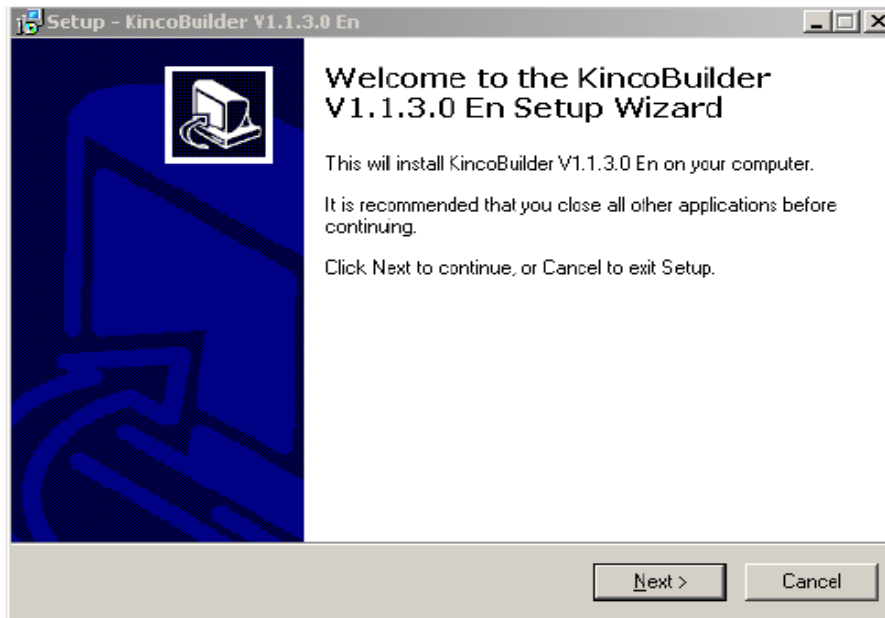 Setup - KincoBuilder V1.1.3.0 En
Welcome to the KincoBuilder
V1.1.3.0 En Setup Wizard
This will install KincoBuilder V1.1.3.0 En on your computer.
It is recommended that you close all other applications before
continuing.
Click Next to continue, or Cancel to exit Setup.
Next >
Cancel